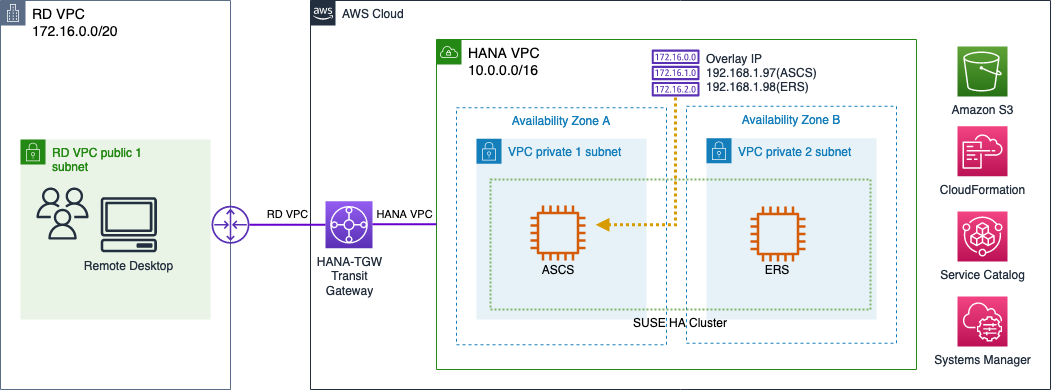 RD VPC
172.16.0.0/20
RD VPC public 1
subnet
Remote Desktop
RD VPC
HANA VPC
HANA-TGW
Transit
Gateway
aws
AWS Cloud
HANA VPC
10.0.0.0/16
172.16.0.0
172.16.1.0
172.16.2.0
Overlay IP
192.168.1.97(ASCS)
192.168.1.98(ERS)
Availability Zone A
VPC private 1 subnet
ASCS
Availability Zone B
VPC private 2 subnet
ERS
SUSE HA Cluster
Amazon S3
CloudFormation
Service Catalog
Systems Manager